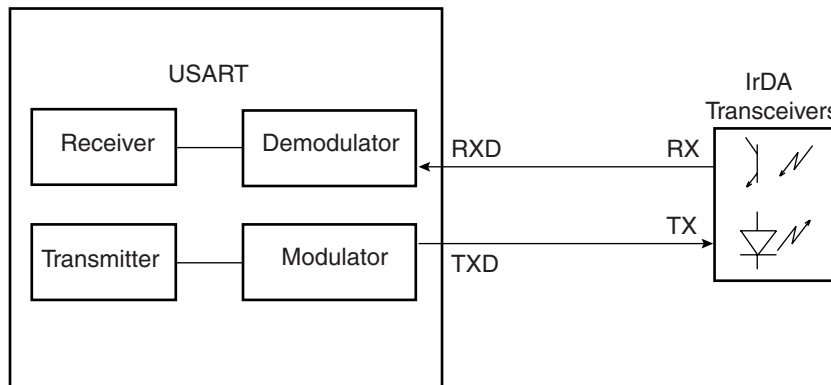 USART
IrDA
Transceivers
Receiver
Demodulator
RXD
RX
Transmitter
Modulator
TXD
TX